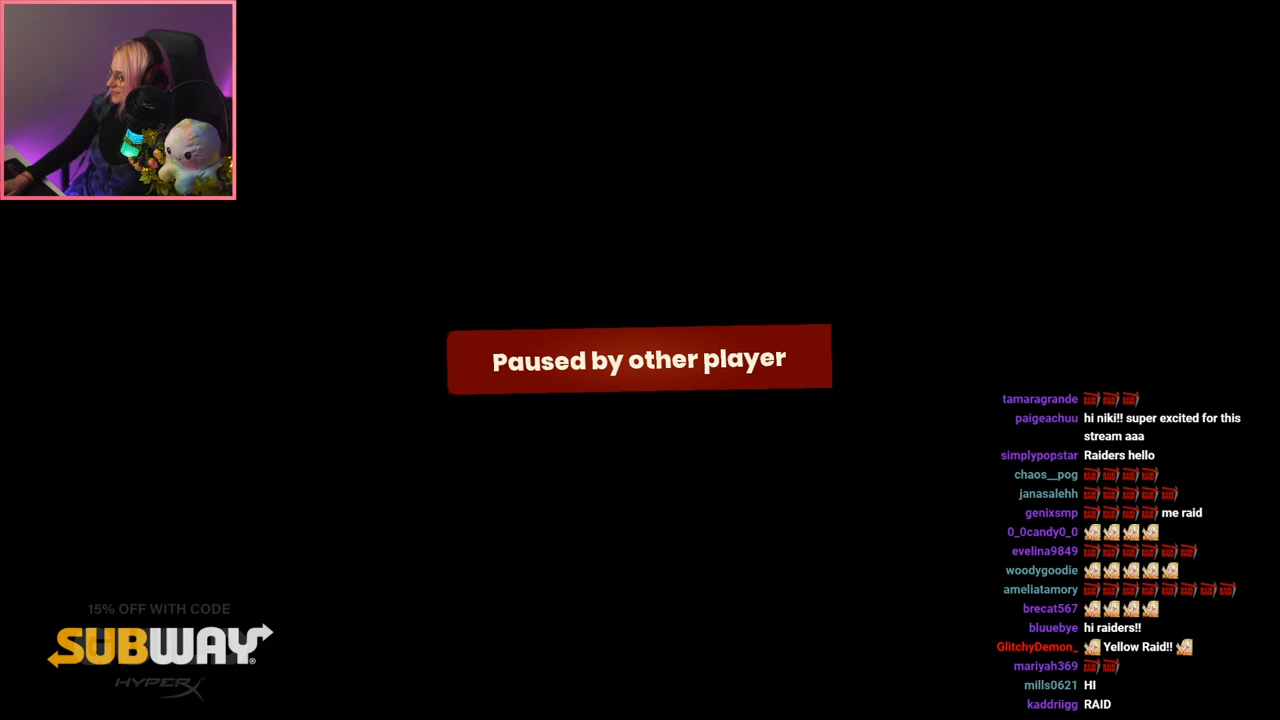 Paused by other player
tamaragrande
paigeachuu hi niki!! super excited for this
stream aaa
simplypopstar Raiders hello
chaos__pog
janasalehh
genixsmp me raid
0_0candy0_0
evelina9849
woodygoodie
ameliatamory
brecat567
bluuebye hi raiders!!
GlitchyDemon_ Yellow Raid!!
mariyah369
mills0621 HI
kaddriigg RAID
15% OFF WITH CODE
SUBWAY
HYPERX